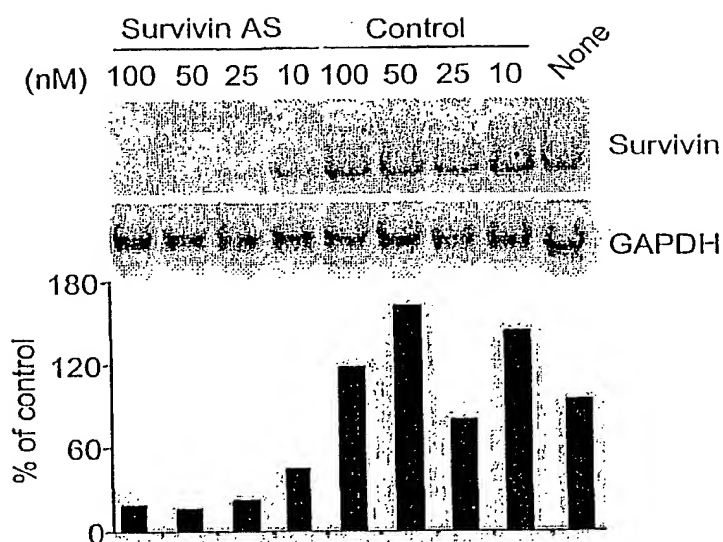 Survivin AS Control
(nM) 100 50 25 10 100 50 25 10 None
Survivin
GAPDH
180
120
60
0
% of control